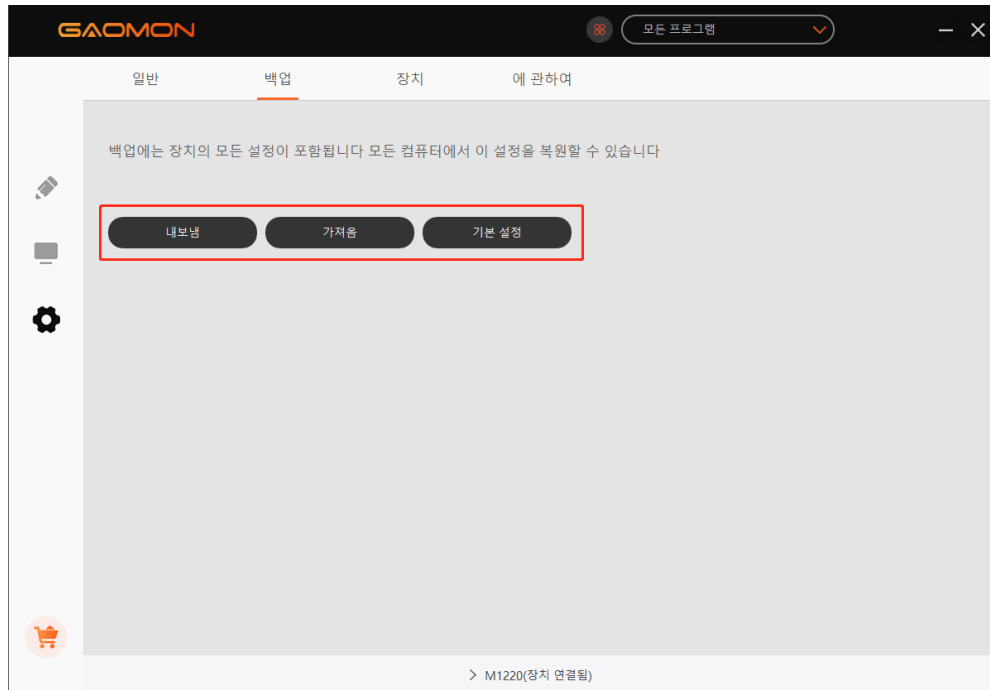 GAOMON
모든 프로그램
일반 백업 장치 에 관하여
백업에는 장치의 모든 설정이 포함됩니다 모든 컴퓨터에서 이 설정을 복원할 수 있습니다
내보냄 가져옴 기본 설정
M1220(장치 연결됨)